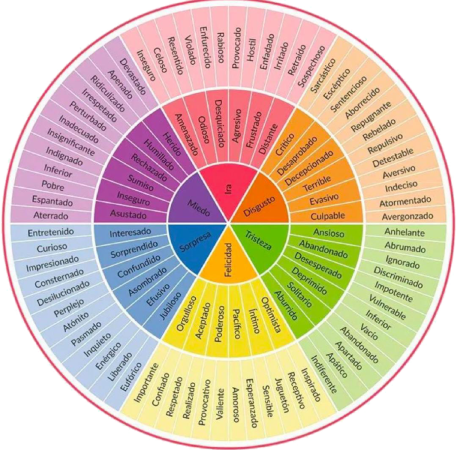 Ira
Disgusto
Tristeza
Felicidad
Sorpresa
Miedo
Herido
Amenazado
Odioso
Desquiciado
Agresivo
Frustrado
Distante
Crítico
Desaprobado
Decepcionado
Terrible
Evasivo
Culpable
Ansioso
Abandonado
Desesperado
Deprimido
Solitario
Aburrido
Optimista
Íntimo
Pacífico
Poderoso
Aceptado
Orgulloso
Jubioso
Efusivo
Asombrado
Confundido
Sorprendido
Interesado
Asustado
Inseguro
Sumiso
Rechazado
Humillado
Devastado
Inseguro
Celoso
Resentido
Violado
Enfurecido
Rabioso
Provocado
Hostil
Enfadado
Irritado
Retraído
Sospechoso
Sarcástico
Escéptico
Sentencioso
Aborrecido
Repugnante
Rebelado
Repulsivo
Detestable
Aversivo
Indeciso
Atormentado
Avergonzado
Anhelante
Abrumado
Ignorado
Discriminado
Impotente
Vulnerable
Inferior
Vacío
Abandonado
Apartado
Apático
Indiferente
Inspirado
Receptivo
Juguetón
Sensible
Esperanzado
Amoroso
Valiente
Provocativo
Realizado
Respetado
Confiado
Importante
Eufórico
Liberado
Enérgico
Inquieto
Pasmado
Atónito
Perplejo
Desilucionado
Consternado
Impresionado
Curioso
Entretenido
Aterrado
Espantado
Pobre
Inferior
Indignado
Insignificante
Inadecuado
Perturbado
Irrespetado
Ridiculizado
Apenado